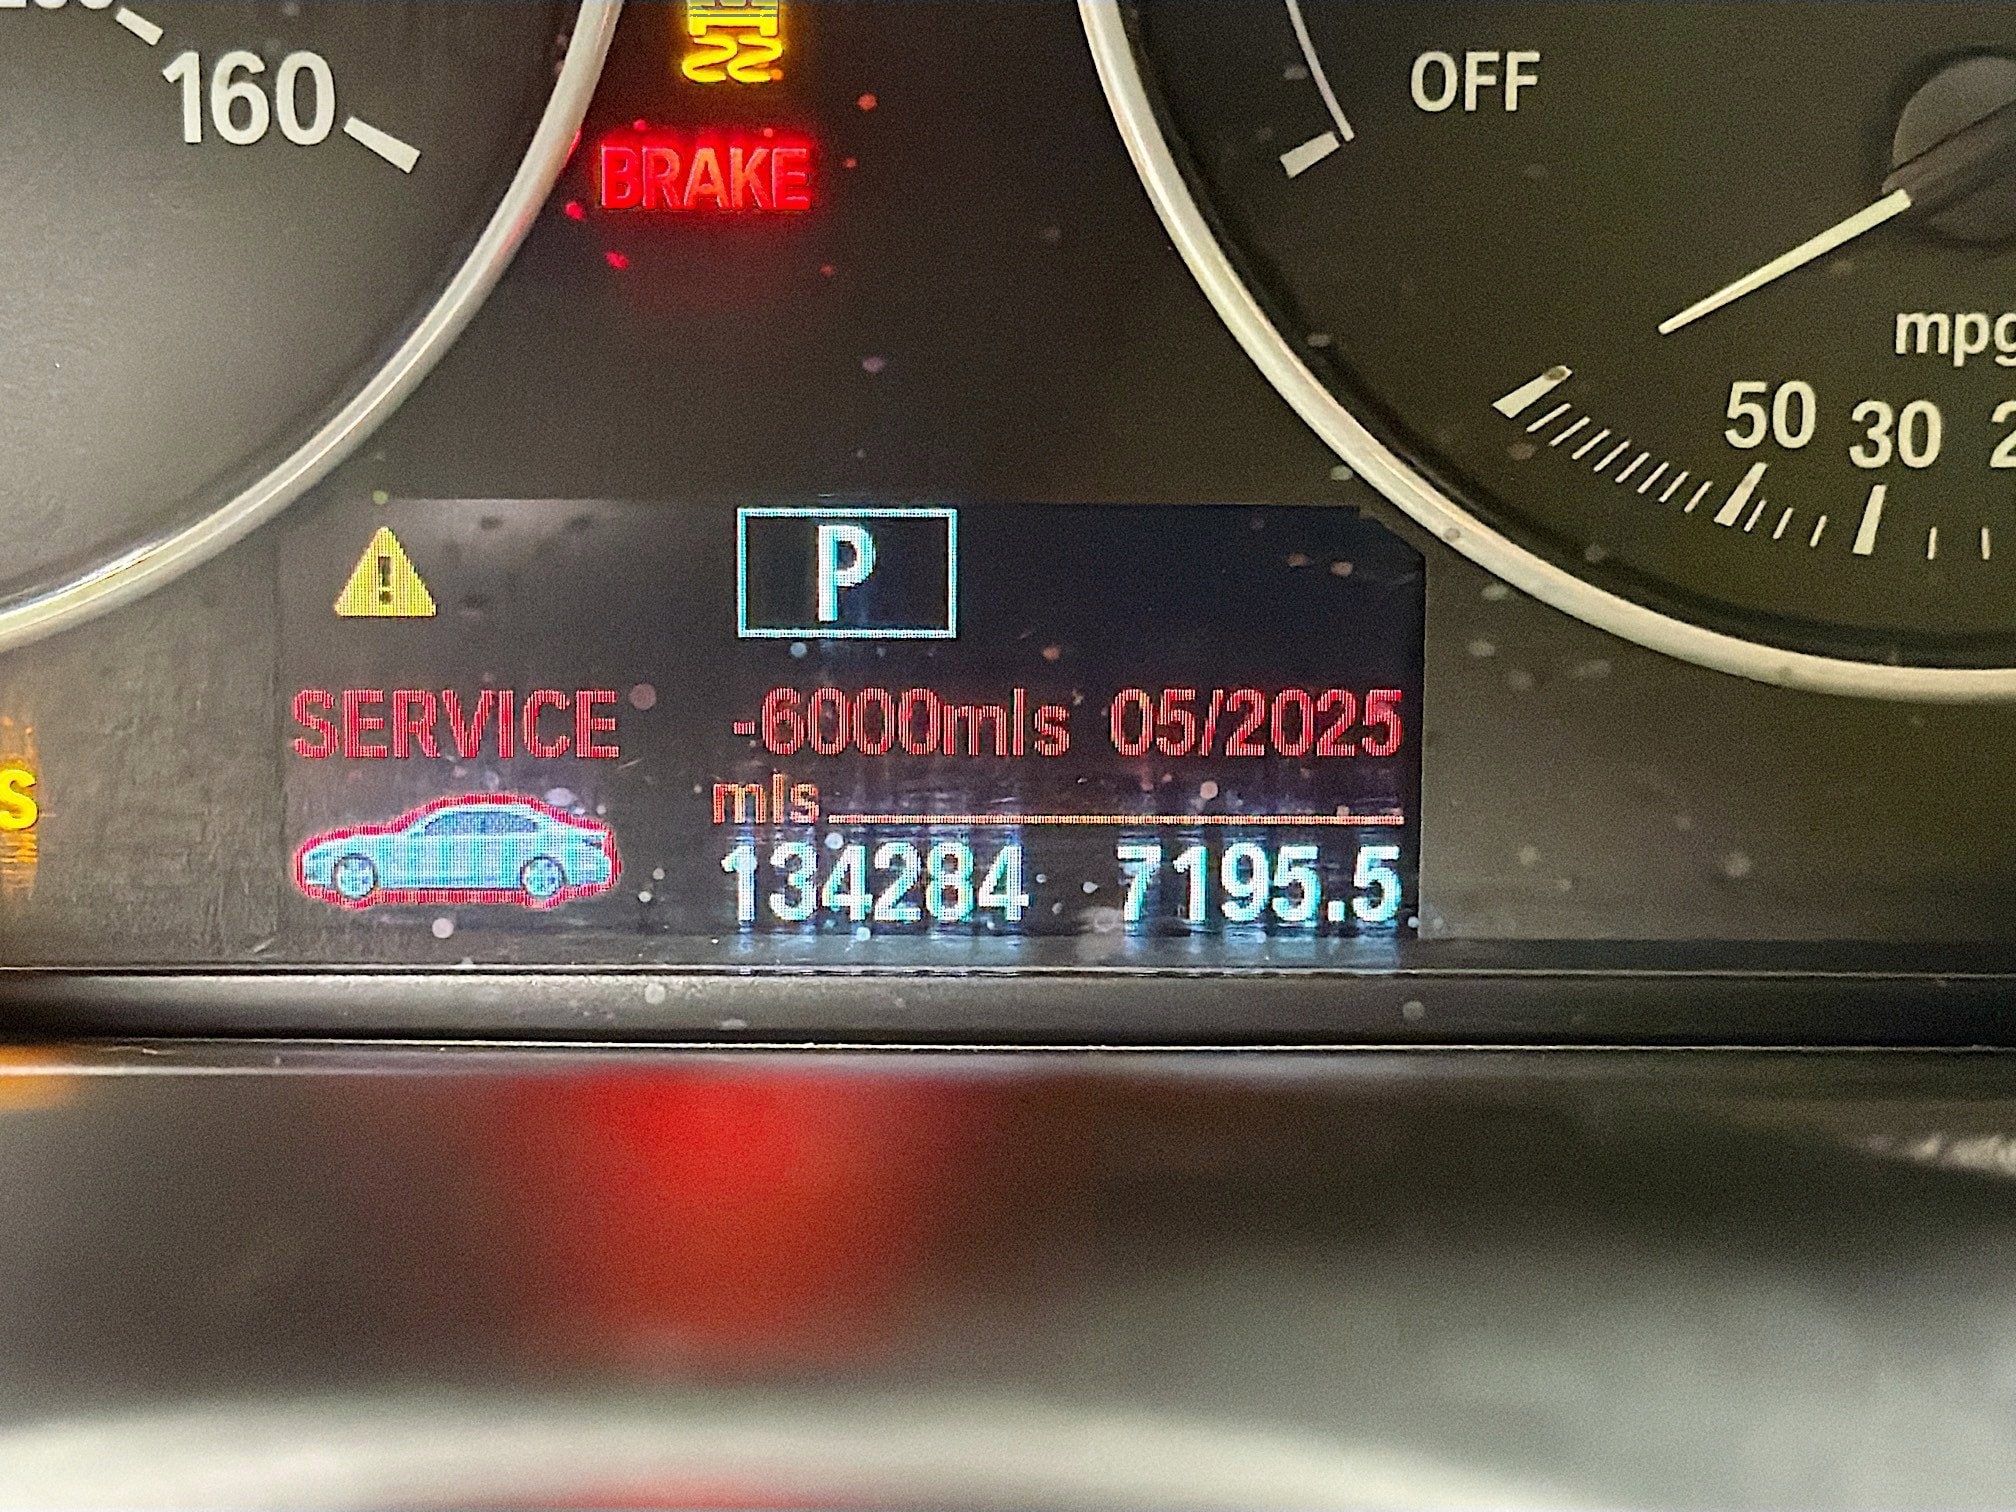 160
OFF
BRAKE
mpg
50 30
P
SERVICE -6000mls 05/2025
mls
134284 7195.5